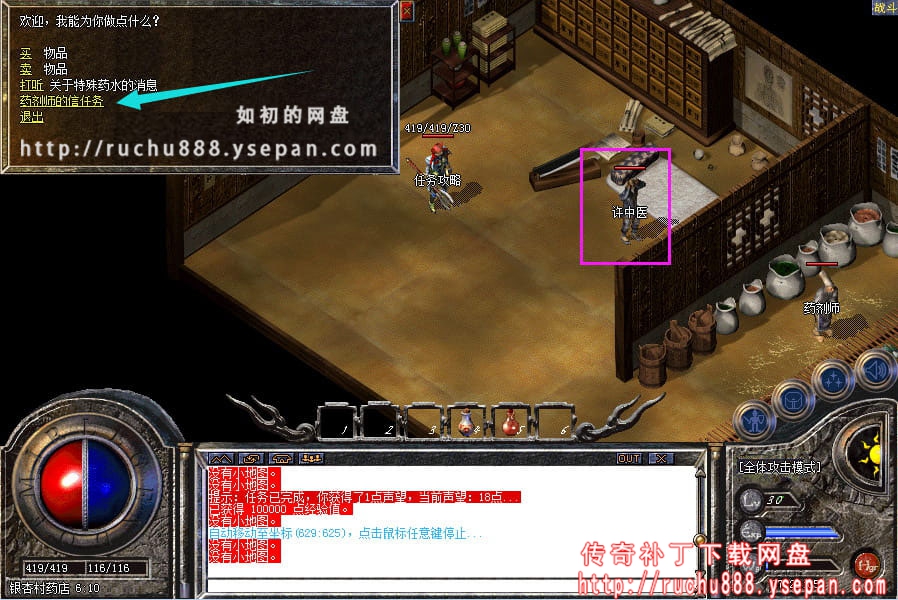 欢迎，我能为你做点什么？
买 物品
卖 物品
打听 关于特殊药水的消息
药剂师的信任务
退出
如初的网盘
http://ruchu888.ysepan.com
战斗
419/419/Z30
任务攻略
许中医
药剂师
1 2 3 4 5 6
OUT
没有小地图。
没有小地图。
提示: 任务已完成，你获得了1点声望，当前声望: 18点...
已获得 100000 点经验值。
没有小地图。
自动移动至坐标(629:625)，点击鼠标任意键停止...
没有小地图。
没有小地图。
[全体攻击模式]
Lv 30
Exp
419/419 116/116
银杏村药店 6:10
传奇补丁下载网盘
http://ruchu888.ysepan.com